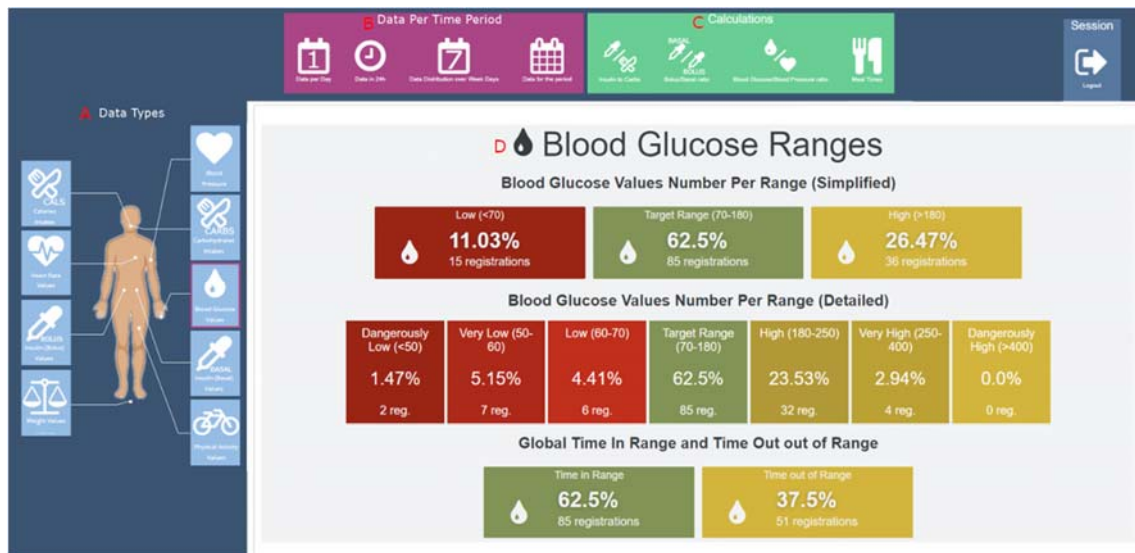 B Data Per Time Period
C Calculations
Session
1
7
BASAL
BOLUS
Data per Day
Data in 24h
Data Distribution over Week Days
Data for the period
Insulin to Carbs
Blood Glucose/Blood Pressure ratio
Meal Times
Logout
A Data Types
Blood
Pressure
CALS
Calories
Intakes
CARBS
Carbohydrates
Intakes
Heart Rate
Values
Blood Glucose
Values
BOLUS
Insulin (Bolus)
Values
BASAL
Insulin (Basal)
Values
Weight Values
Physical Activity
Values
D Blood Glucose Ranges
Blood Glucose Values Number Per Range (Simplified)
Low (<70)
11.03%
15 registrations
Target Range (70-180)
62.5%
85 registrations
High (>180)
26.47%
36 registrations
Blood Glucose Values Number Per Range (Detailed)
Dangerously
Low (<50)
1.47%
2 reg.
Very Low (50-
60)
5.15%
7 reg.
Low (60-70)
4.41%
6 reg.
Target Range
(70-180)
62.5%
85 reg.
High (180-250)
23.53%
32 reg.
Very High (250-
400)
2.94%
4 reg.
Dangerously
High (>400)
0.0%
0 reg.
Global Time In Range and Time Out out of Range
Time in Range
62.5%
85 registrations
Time out of Range
37.5%
51 registrations